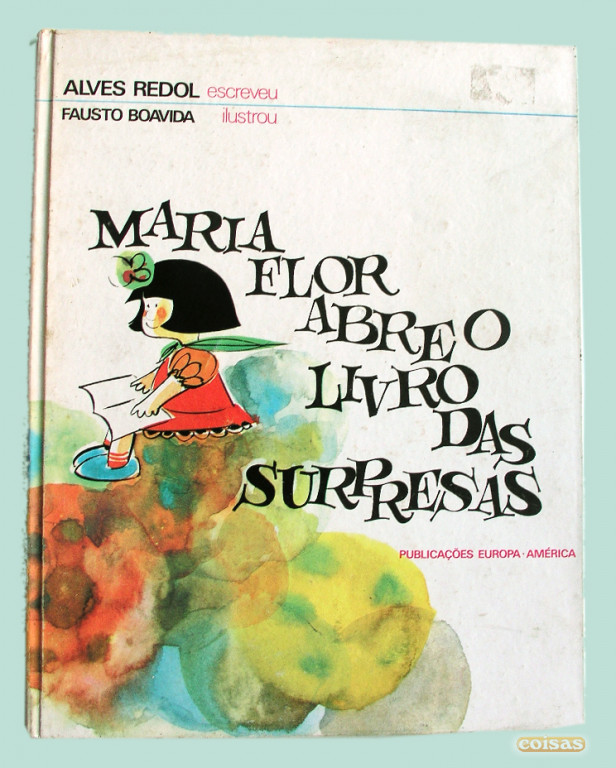 ALVES REDOL escreveu
FAUSTO BOAVIDA ilustrou
MARIA
FLOR
ABRE O
LIVRO
DAS
SURPRESAS
PUBLICAÇÕES EUROPA·AMÉRICA
coisas